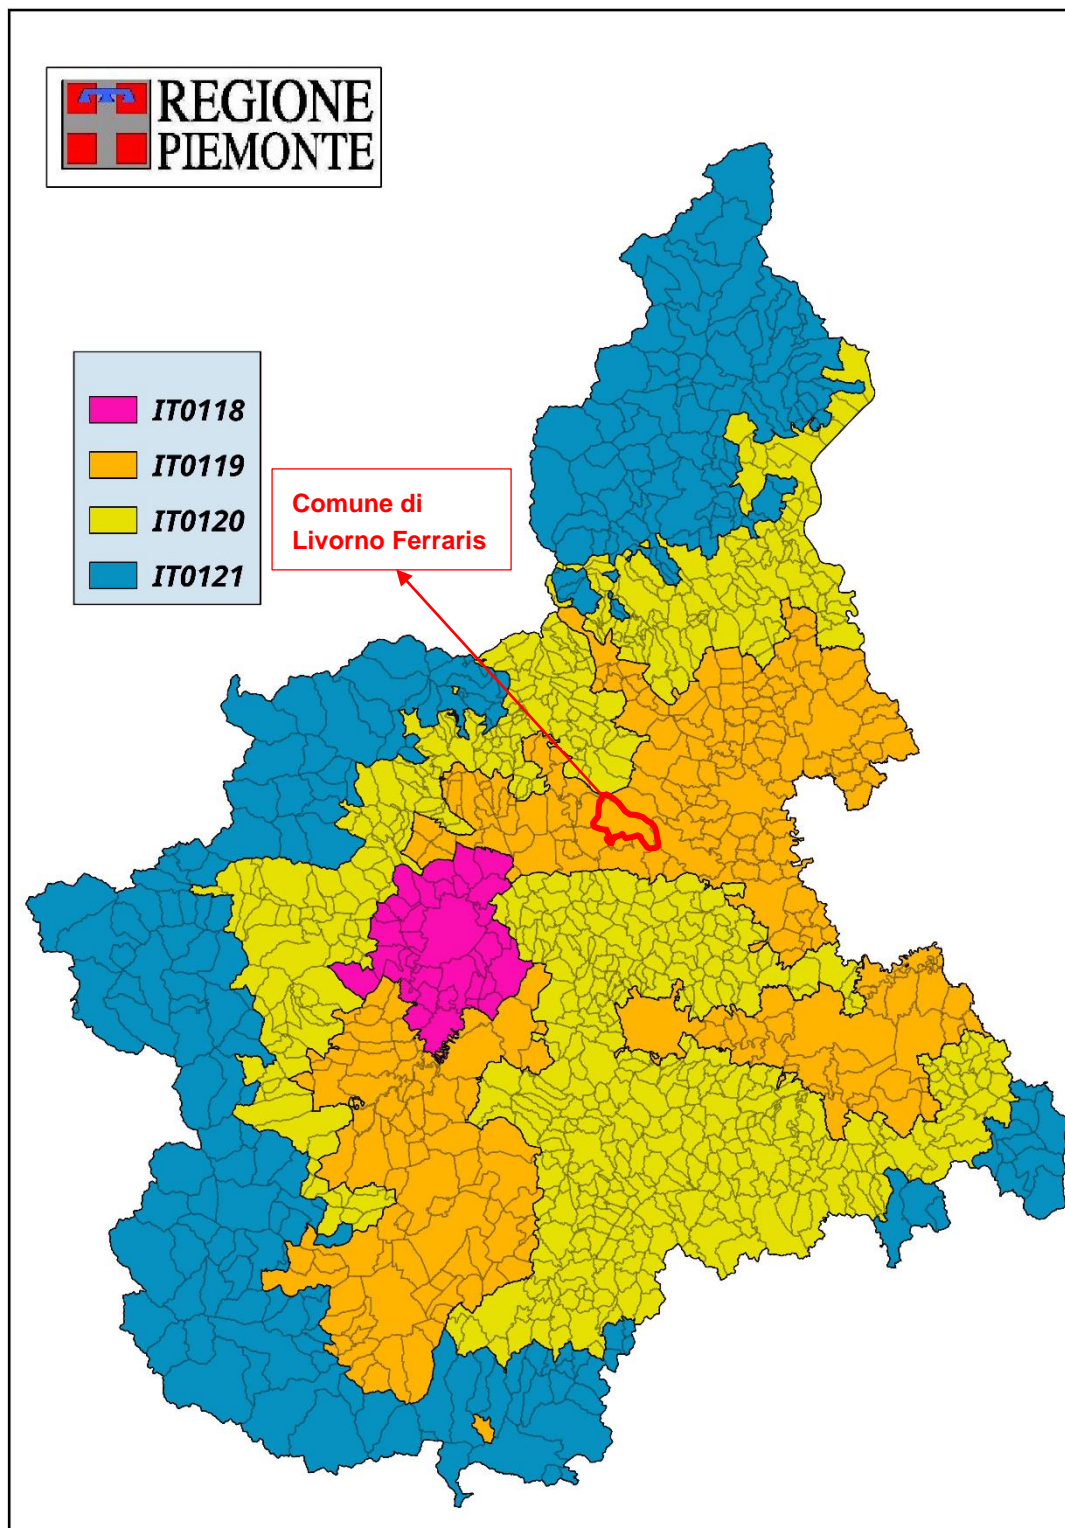 REGIONE
PIEMONTE
IT0118
IT0119
IT0120
IT0121
Comune di
Livorno Ferraris